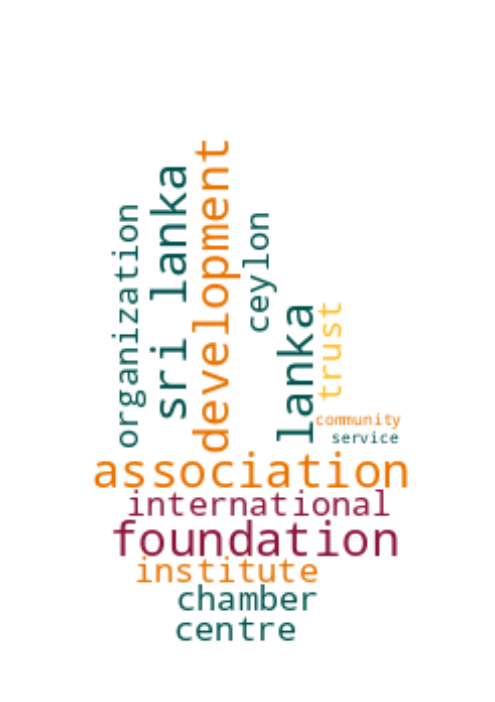 organization
sri lanka
development
ceylon
lanka
trust
community
service
association
international
foundation
institute
chamber
centre